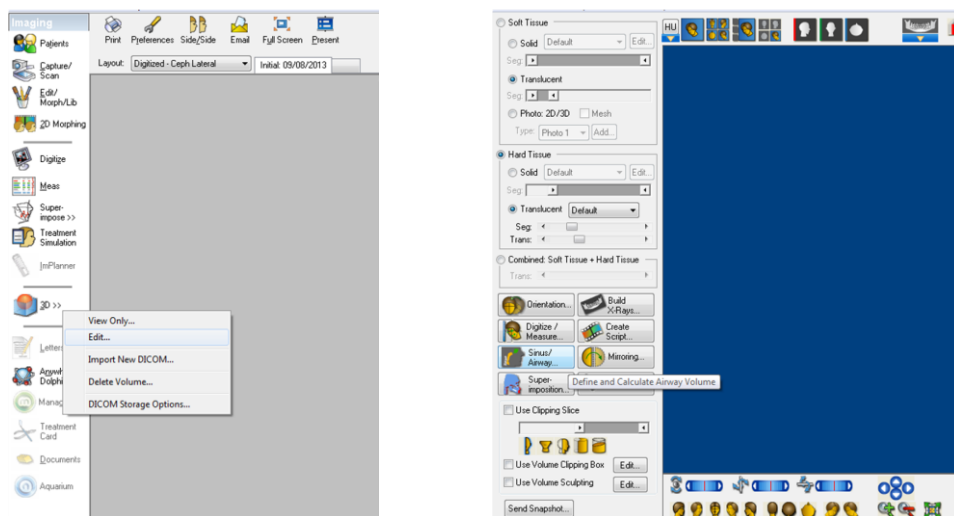 Imaging
Patients
Capture/
Scan
Edit/
Morph/Lib
2D Morphing
Digitize
Meas
Super-
impose >>
Treatment
Simulation
ImPlanner
3D >>
Letters
Anywh
Dolphi
Manag
Treatment
Card
Documents
Aquarium
Print Preferences Side/Side Email Full Screen Present
Layout: Digitized - Ceph Lateral Initial: 09/08/2013
View Only...
Edit...
Import New DICOM...
Delete Volume...
DICOM Storage Options...
Soft Tissue
Solid Default Edit...
Seg:
Translucent
Seg:
Photo: 2D/3D Mesh
Type: Photo 1 Add...
Hard Tissue
Solid Default Edit...
Seg:
Translucent Default
Seg:
Trans:
Combined: Soft Tissue + Hard Tissue
Trans:
Orientation... Build
X-Rays...
Digitize /
Measure... Create
Script...
Sinus/
Airway... Mirroring...
Super-
imposition...
Define and Calculate Airway Volume
Use Clipping Slice
Use Volume Clipping Box Edit...
Use Volume Sculpting Edit...
Send Snapshot...
HU